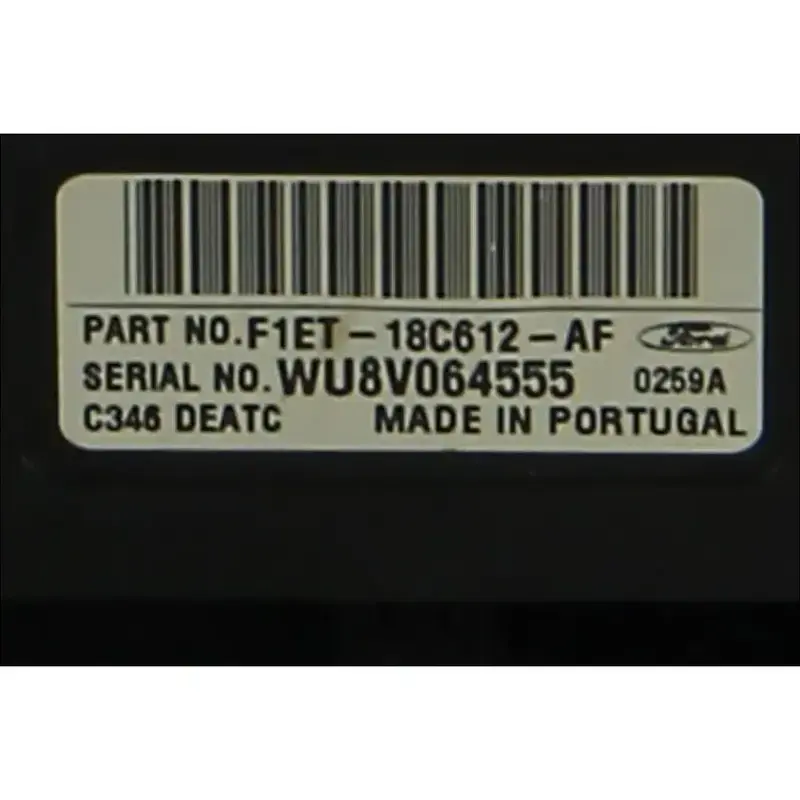 PART NO. F1ET-18C612-AF Ford
SERIAL NO. WU8V064555 0259A
C346 DEATC MADE IN PORTUGAL